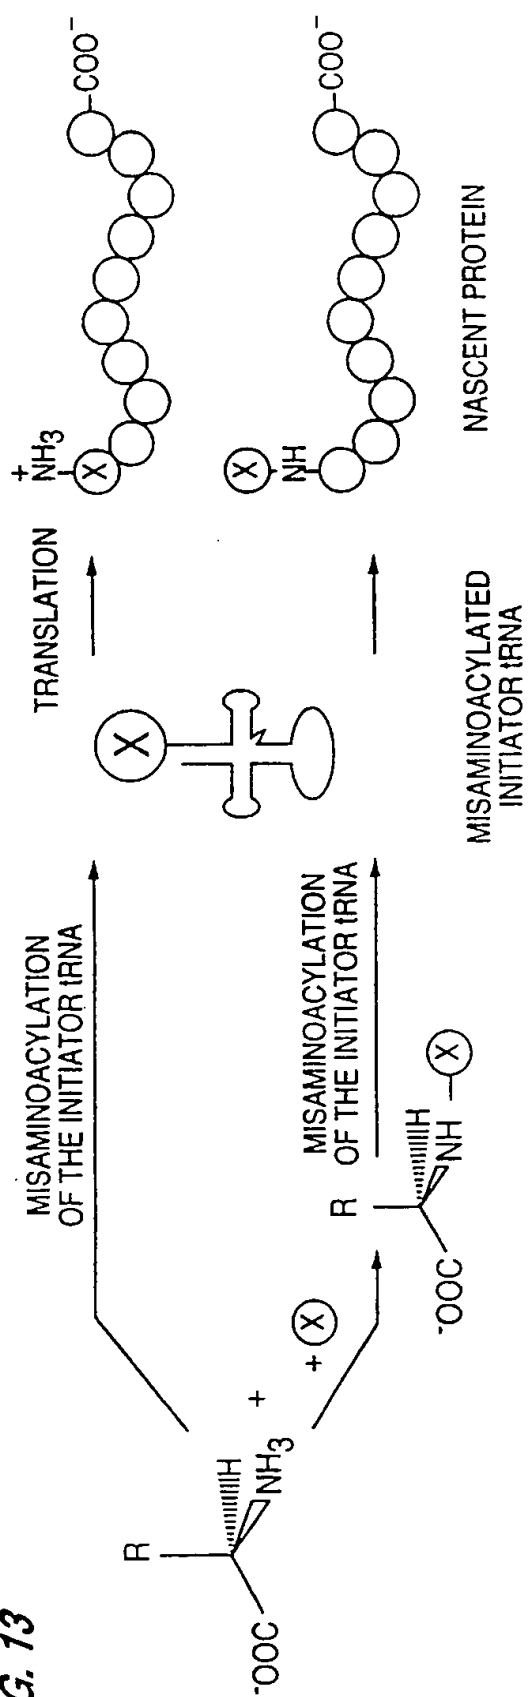 G. 13
R
H
-OOC
NH3
+
+ X
MISAMINOACYLATION
OF THE INITIATOR tRNA
MISAMINOACYLATION
OF THE INITIATOR tRNA
R
H
-OOC
NH
X
X
MISAMINOACYLATED
INITIATOR tRNA
TRANSLATION
+
NH3
X
COO-
X
NH
COO-
NASCENT PROTEIN